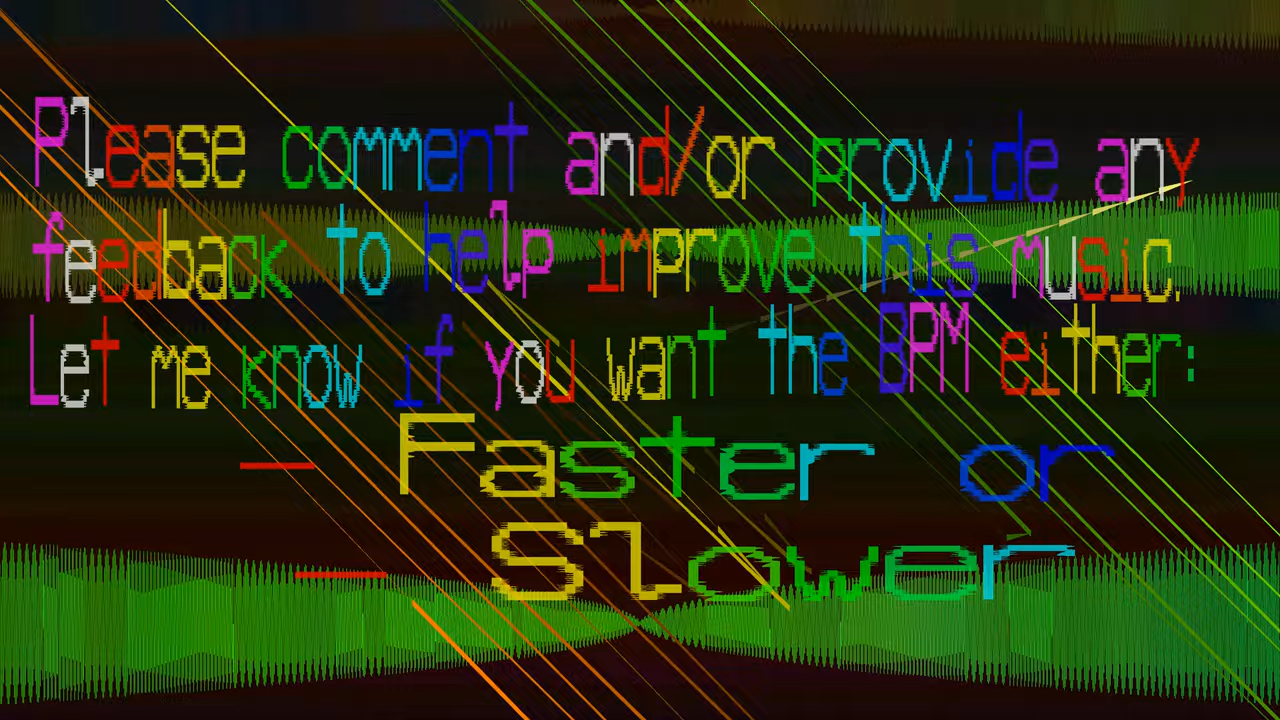 Please comment and/or provide any
feedback to help improve this music.
Let me know if you want the BPM either:
- Faster or
- Slower